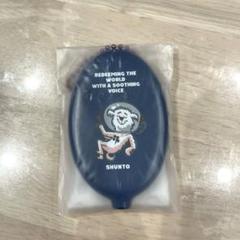 REDEEMING THE
WORLD
WITH A SOOTHING
VOICE
SHUNTO